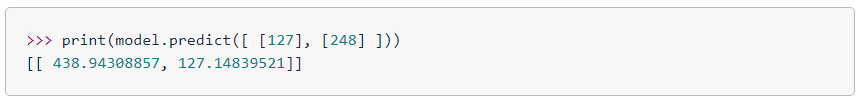 >>> print(model.predict([ [127], [248] ]))
[[ 438.94308857, 127.14839521]]